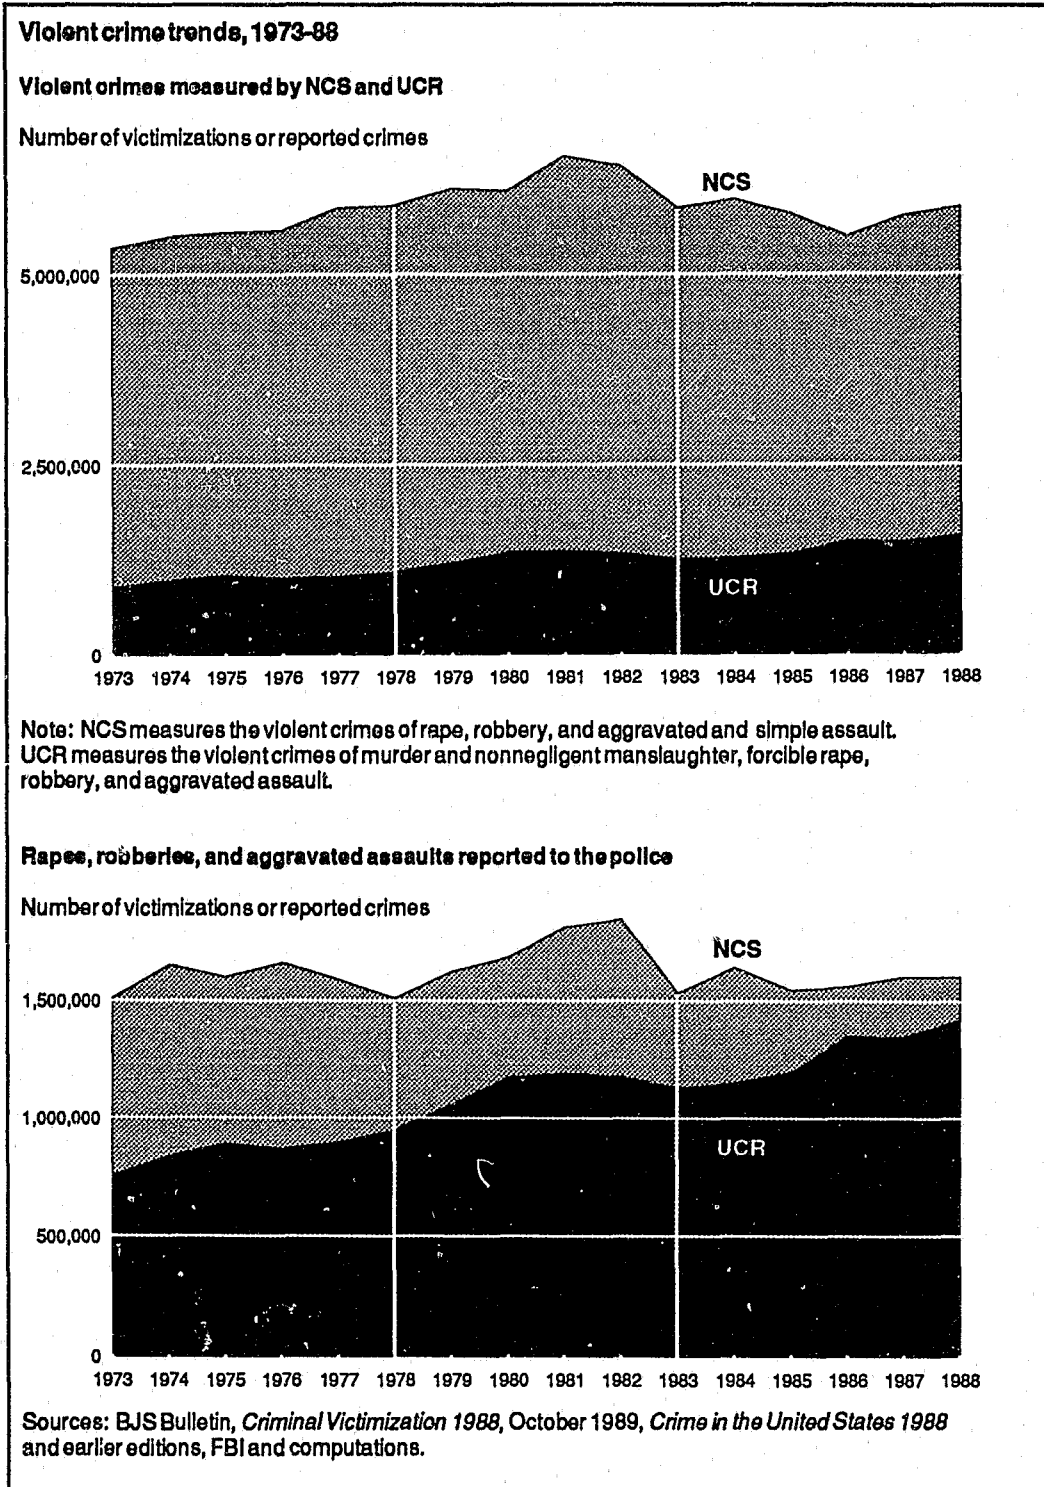 Violent crime trends, 1973-88
Violent crimes measured by NCS and UCR
Number of victimizations or reported crimes
NCS
5,000,000
2,500,000
UCR
0
1973 1974 1975 1976 1977 1978 1979 1980 1981 1982 1983 1984 1985 1986 1987 1988
Note: NCS measures the violent crimes of rape, robbery, and aggravated and simple assault.
UCR measures the violent crimes of murder and nonnegligent manslaughter, forcible rape,
robbery, and aggravated assault.
Rapes, robberies, and aggravated assaults reported to the police
Number of victimizations or reported crimes
NCS
1,500,000
1,000,000
UCR
500,000
0
1973 1974 1975 1976 1977 1978 1979 1980 1981 1982 1983 1984 1985 1986 1987 1988
Sources: BJS Bulletin, Criminal Victimization 1988, October 1989, Crime in the United States 1988
and earlier editions, FBI and computations.